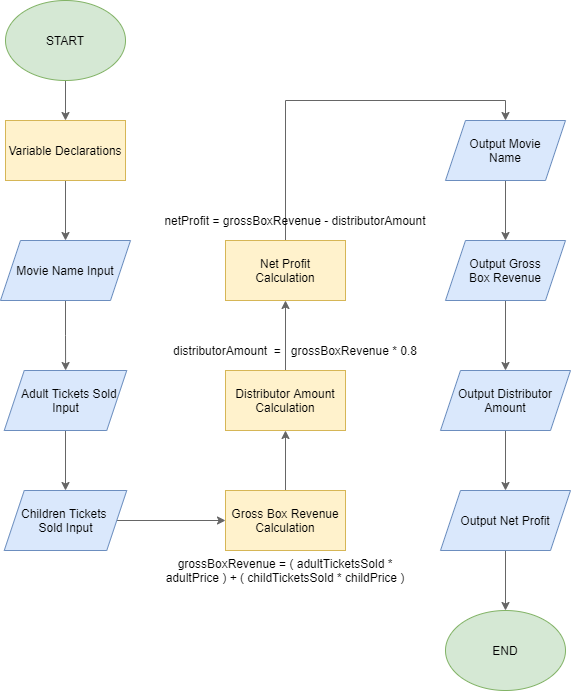 START
Variable Declarations
Movie Name Input
Adult Tickets Sold
Input
Children Tickets
Sold Input
Gross Box Revenue
Calculation
grossBoxRevenue = ( adultTicketsSold *
adultPrice ) + ( childTicketsSold * childPrice )
Distributor Amount
Calculation
distributorAmount = grossBoxRevenue * 0.8
Net Profit
Calculation
netProfit = grossBoxRevenue - distributorAmount
Output Movie
Name
Output Gross
Box Revenue
Output Distributor
Amount
Output Net Profit
END